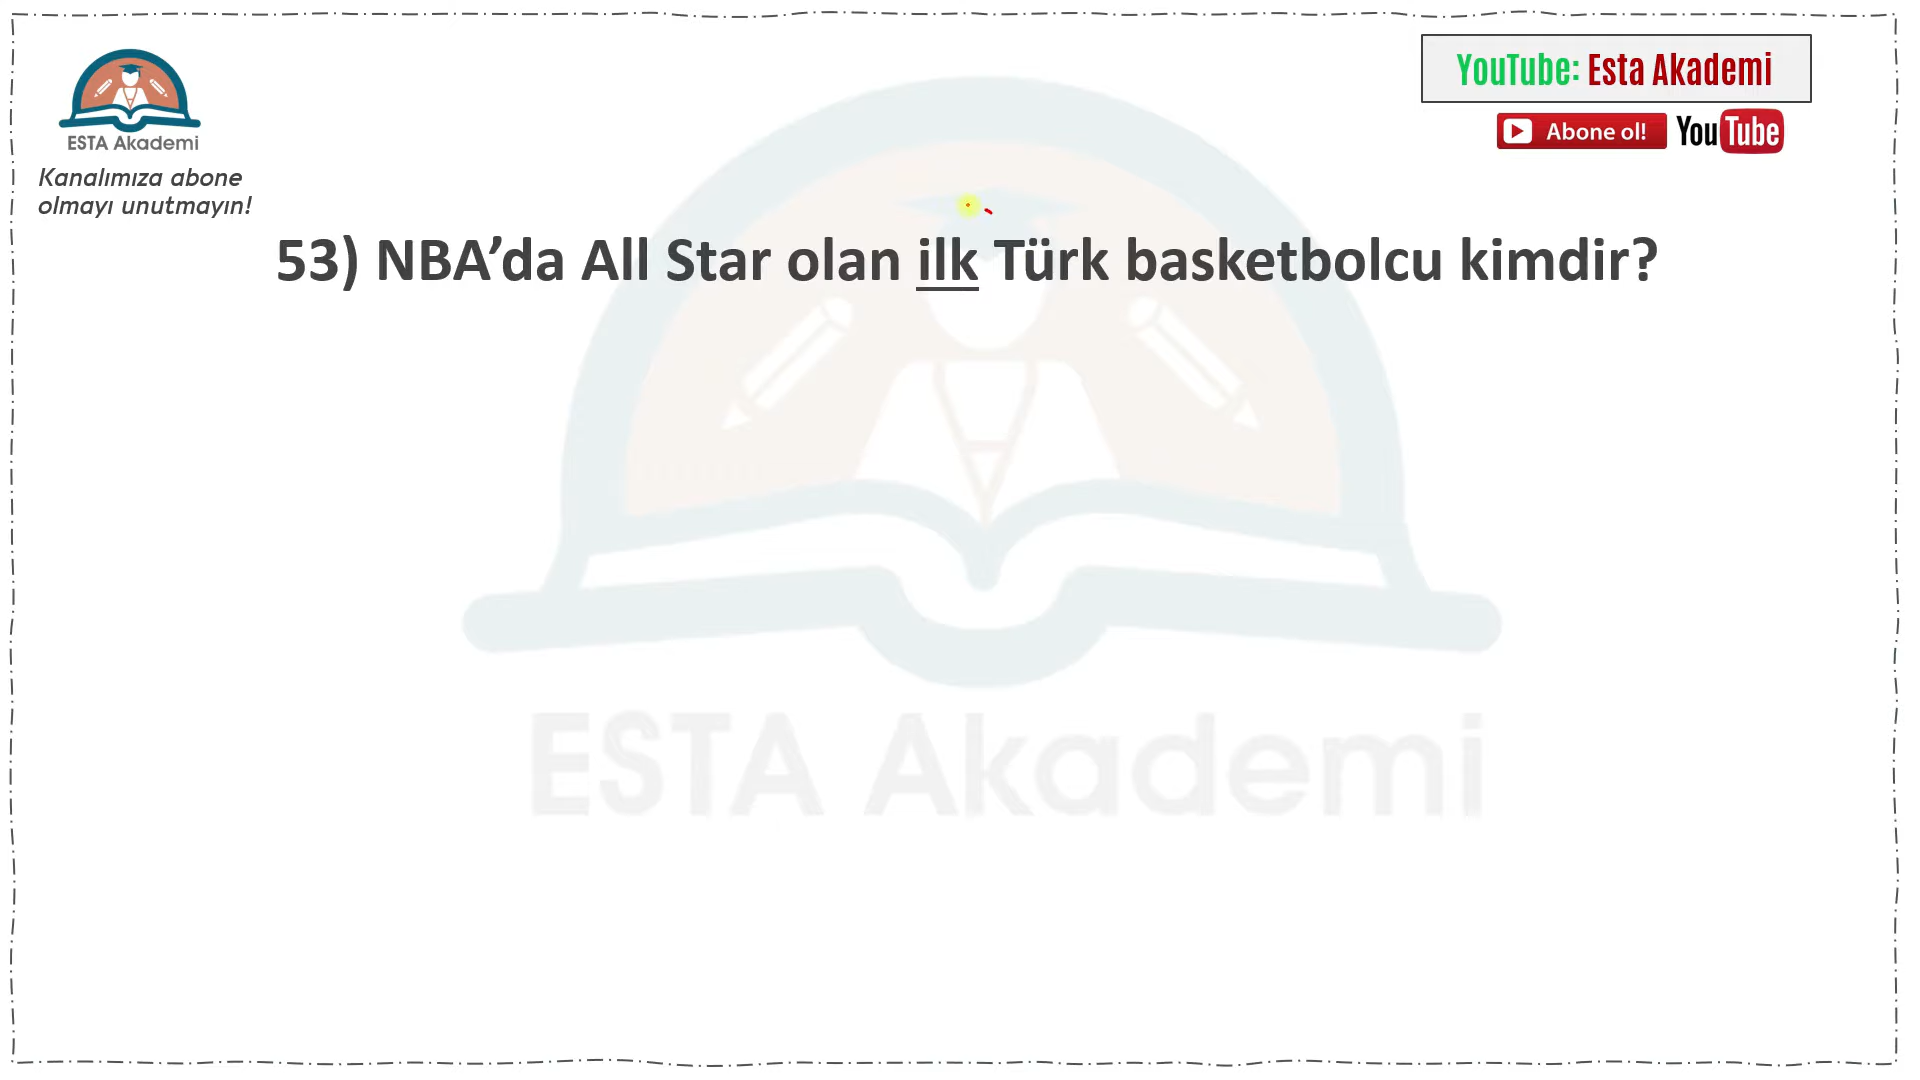 YouTube: Esta Akademi
Abone ol! YouTube
ESTA Akademi
Kanalımıza abone
olmayı unutmayın!
53) NBA’da All Star olan ilk Türk basketbolcu kimdir?
ESTA Akademi